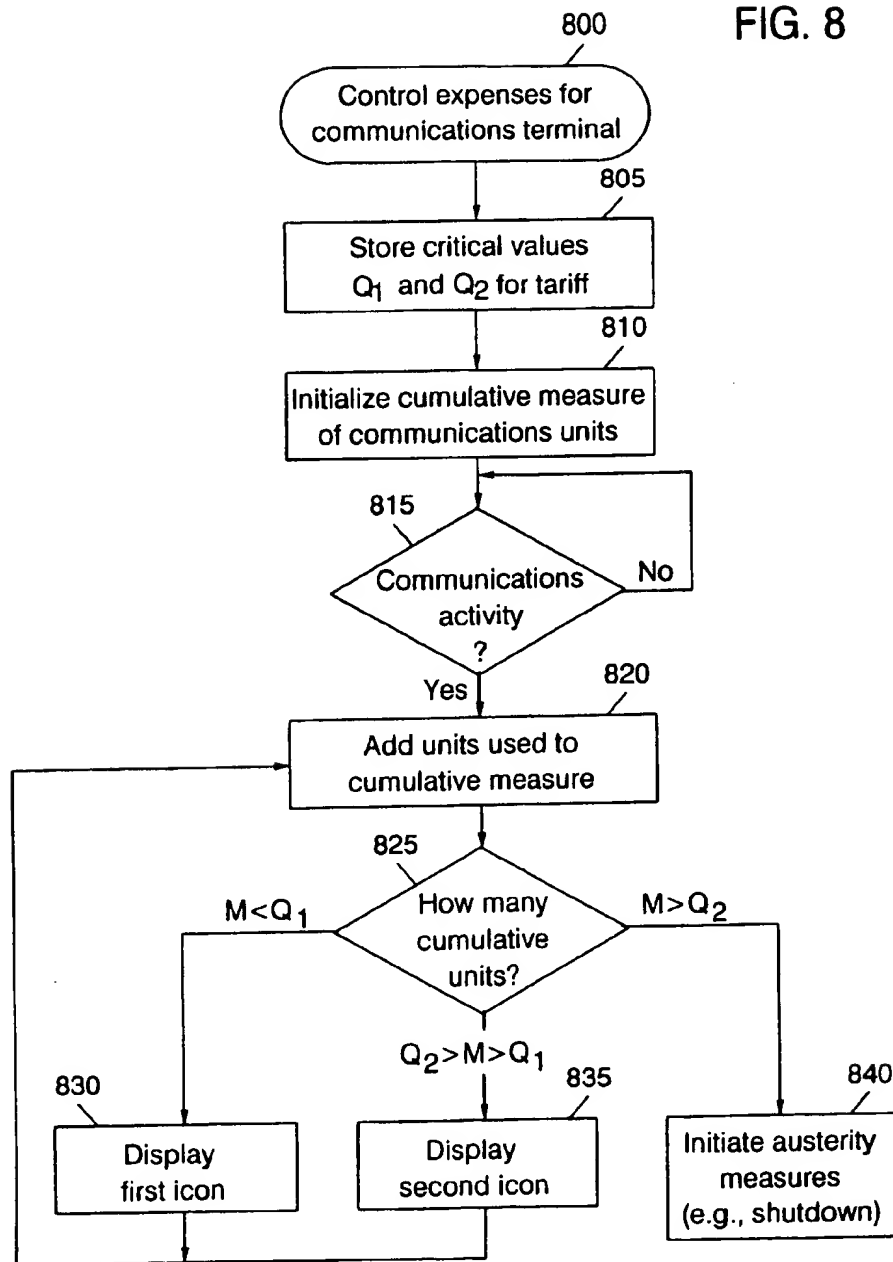 FIG. 8
800
Control expenses for
communications terminal
805
Store critical values
Q1 and Q2 for tariff
810
Initialize cumulative measure
of communications units
815
Communications
activity
?
No
Yes
820
Add units used to
cumulative measure
825
How many
cumulative
units?
M<Q1
M>Q2
Q2>M>Q1
830
Display
first icon
835
Display
second icon
840
Initiate austerity
measures
(e.g., shutdown)